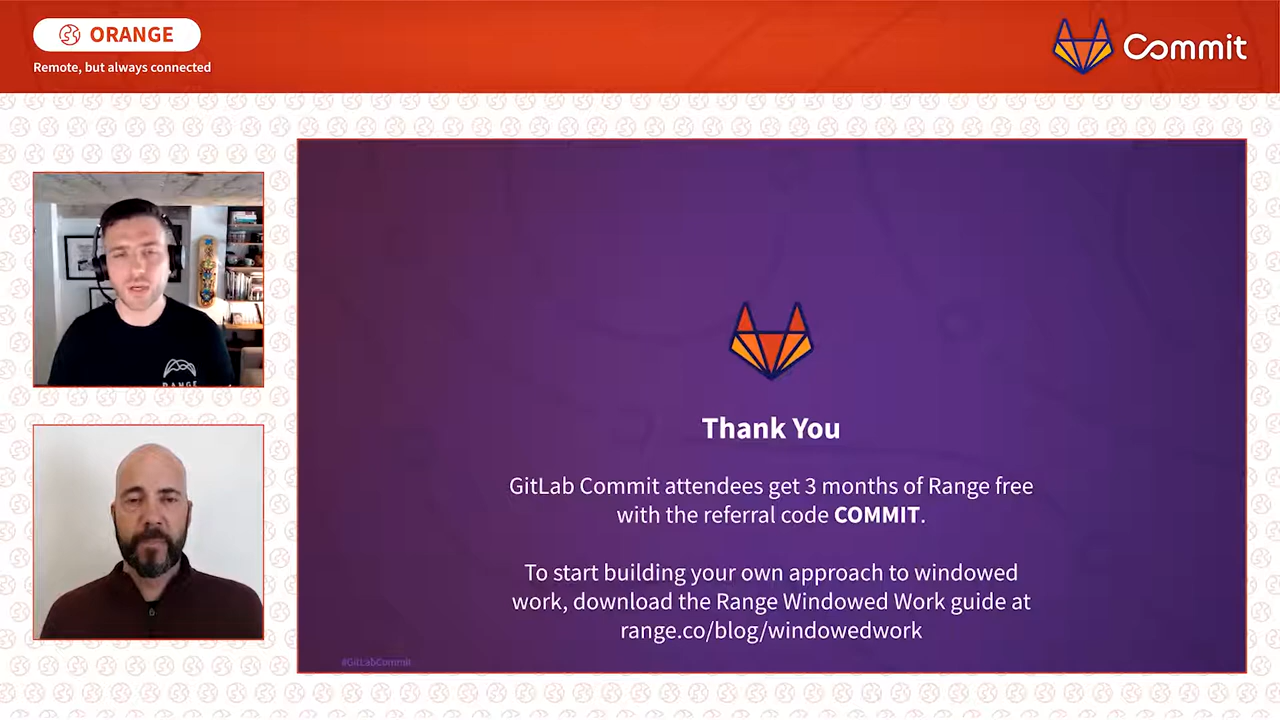 ORANGE
Remote, but always connected
Commit
RANGE
Thank You
GitLab Commit attendees get 3 months of Range free
with the referral code COMMIT.
To start building your own approach to windowed
work, download the Range Windowed Work guide at
range.co/blog/windowedwork
#GitLabCommit